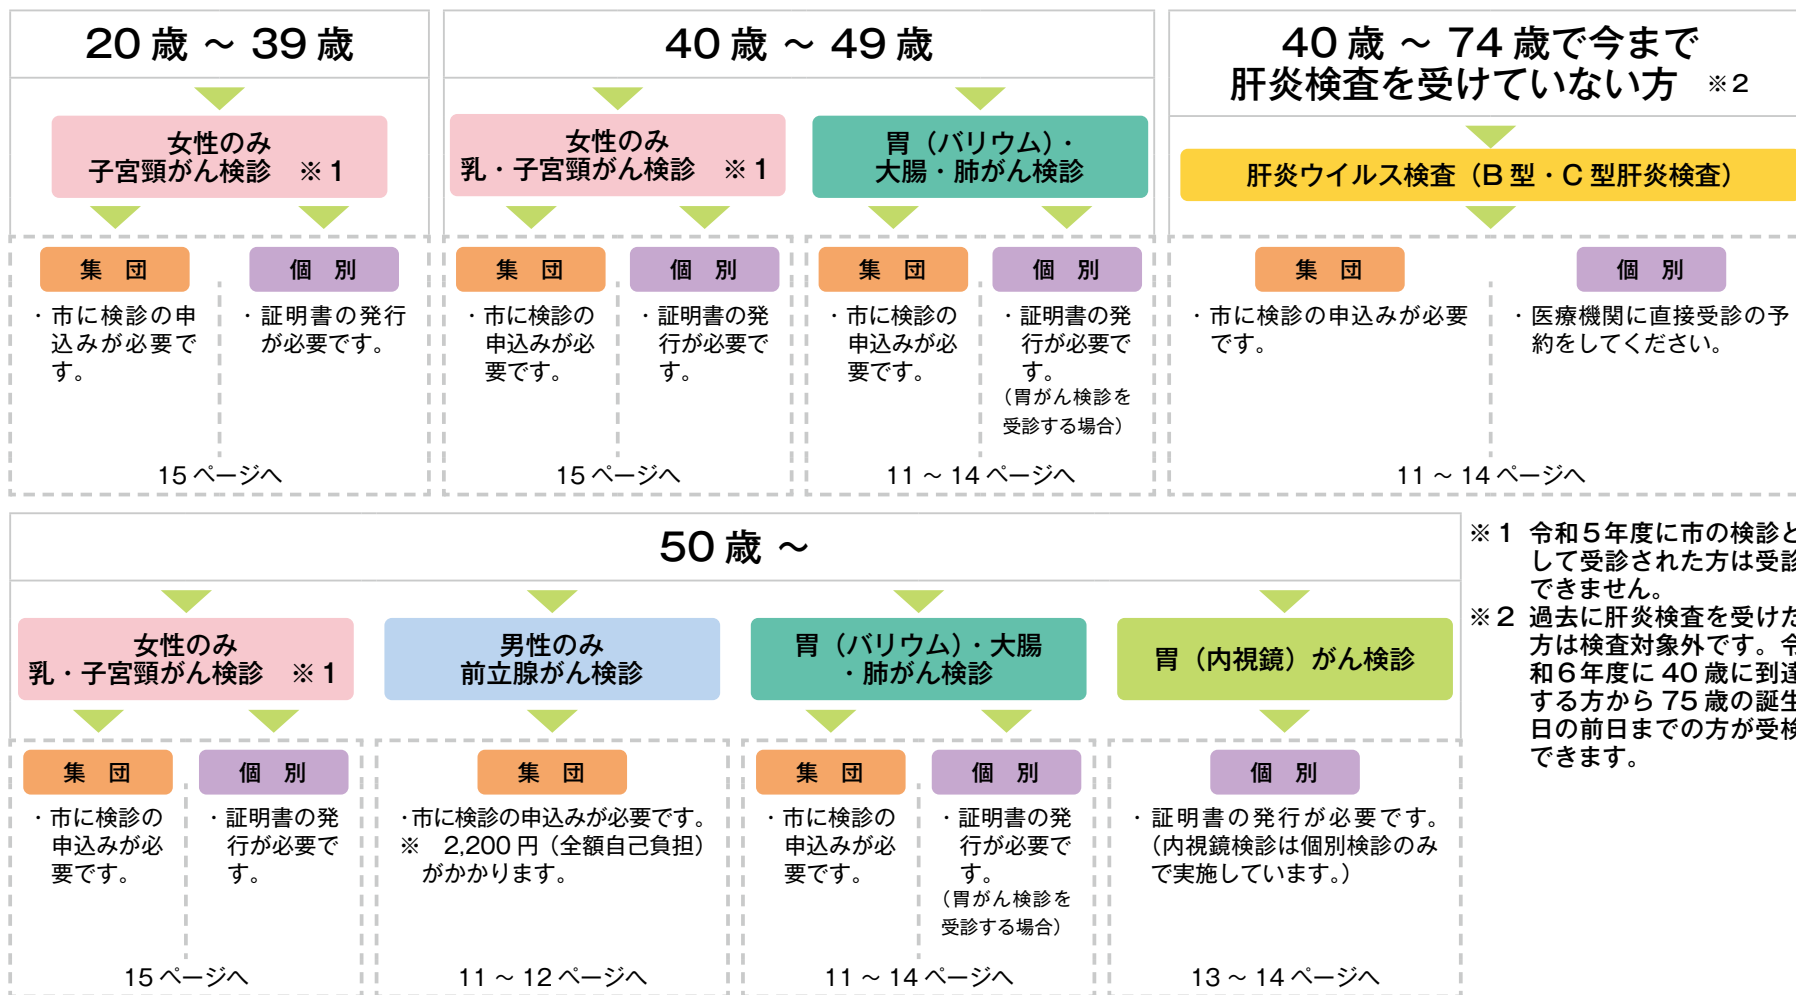 20歳 ～ 39歳
女性のみ
子宮頸がん検診　※1
集　団
・市に検診の申
込みが必要で
す。
個　別
・証明書の発行
が必要です。
15ページへ
40歳 ～ 49歳
女性のみ
乳・子宮頸がん検診　※1
集　団
・市に検診の
申込みが必
要です。
個　別
・証明書の発
行が必要で
す。
15ページへ
胃（バリウム）・
大腸・肺がん検診
集　団
・市に検診の
申込みが必
要です。
個　別
・証明書の発
行が必要で
す。
（胃がん検診を
受診する場合）
11 ～ 14ページへ
40歳 ～ 74歳で今まで
肝炎検査を受けていない方　※2
肝炎ウイルス検査（B型・C型肝炎検査）
集　団
・市に検診の申込みが必要
です。
個　別
・医療機関に直接受診の予
約をしてください。
11 ～ 14ページへ
50歳 ～
女性のみ
乳・子宮頸がん検診　※1
集　団
・市に検診の
申込みが必
要です。
個　別
・証明書の発
行が必要で
す。
15ページへ
男性のみ
前立腺がん検診
集　団
・市に検診の申込みが必要です。
※　2,200円（全額自己負担）
がかかります。
11 ～ 12ページへ
胃（バリウム）・大腸
・肺がん検診
集　団
・市に検診の
申込みが必
要です。
個　別
・証明書の発
行が必要で
す。
（胃がん検診を
受診する場合）
11 ～ 14ページへ
胃（内視鏡）がん検診
個　別
・証明書の発行が必要です。
（内視鏡検診は個別検診のみ
で実施しています。）
13 ～ 14ページへ
※1 令和5年度に市の検診と
して受診された方は受診
できません。
※2 過去に肝炎検査を受けた
方は検査対象外です。令
和6年度に40歳に到達
する方から75歳の誕生
日の前日までの方が受検
できます。